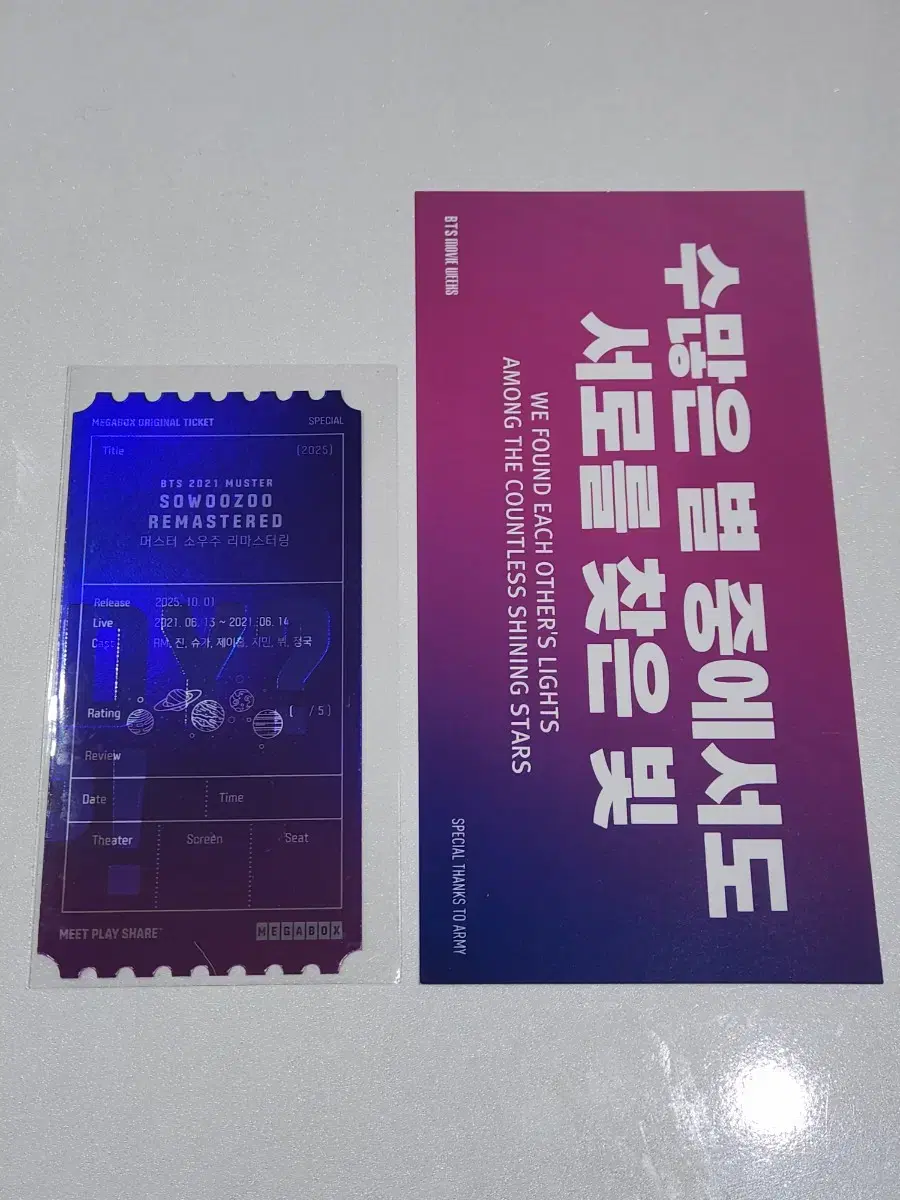 MEGABOX ORIGINAL TICKET SPECIAL
Title (2025)
BTS 2021 MUSTER
SOWOOZOO
REMASTERED
머스터 소우주 리마스터링
Release 2025. 10. 01
Live 2021. 06. 13 ~ 2021. 06. 14
Cast RM, 진, 슈가, 제이홉, 지민, 뷔, 정국
Rating ( / 5)
Review
Date Time
Theater Screen Seat
MEET PLAY SHARE
MEGABOX
BTS MOVIE WEEKS
수많은 별 중에서도
서로를 찾은 빛
WE FOUND EACH OTHER'S LIGHTS
AMONG THE COUNTLESS SHINING STARS
SPECIAL THANKS TO ARMY